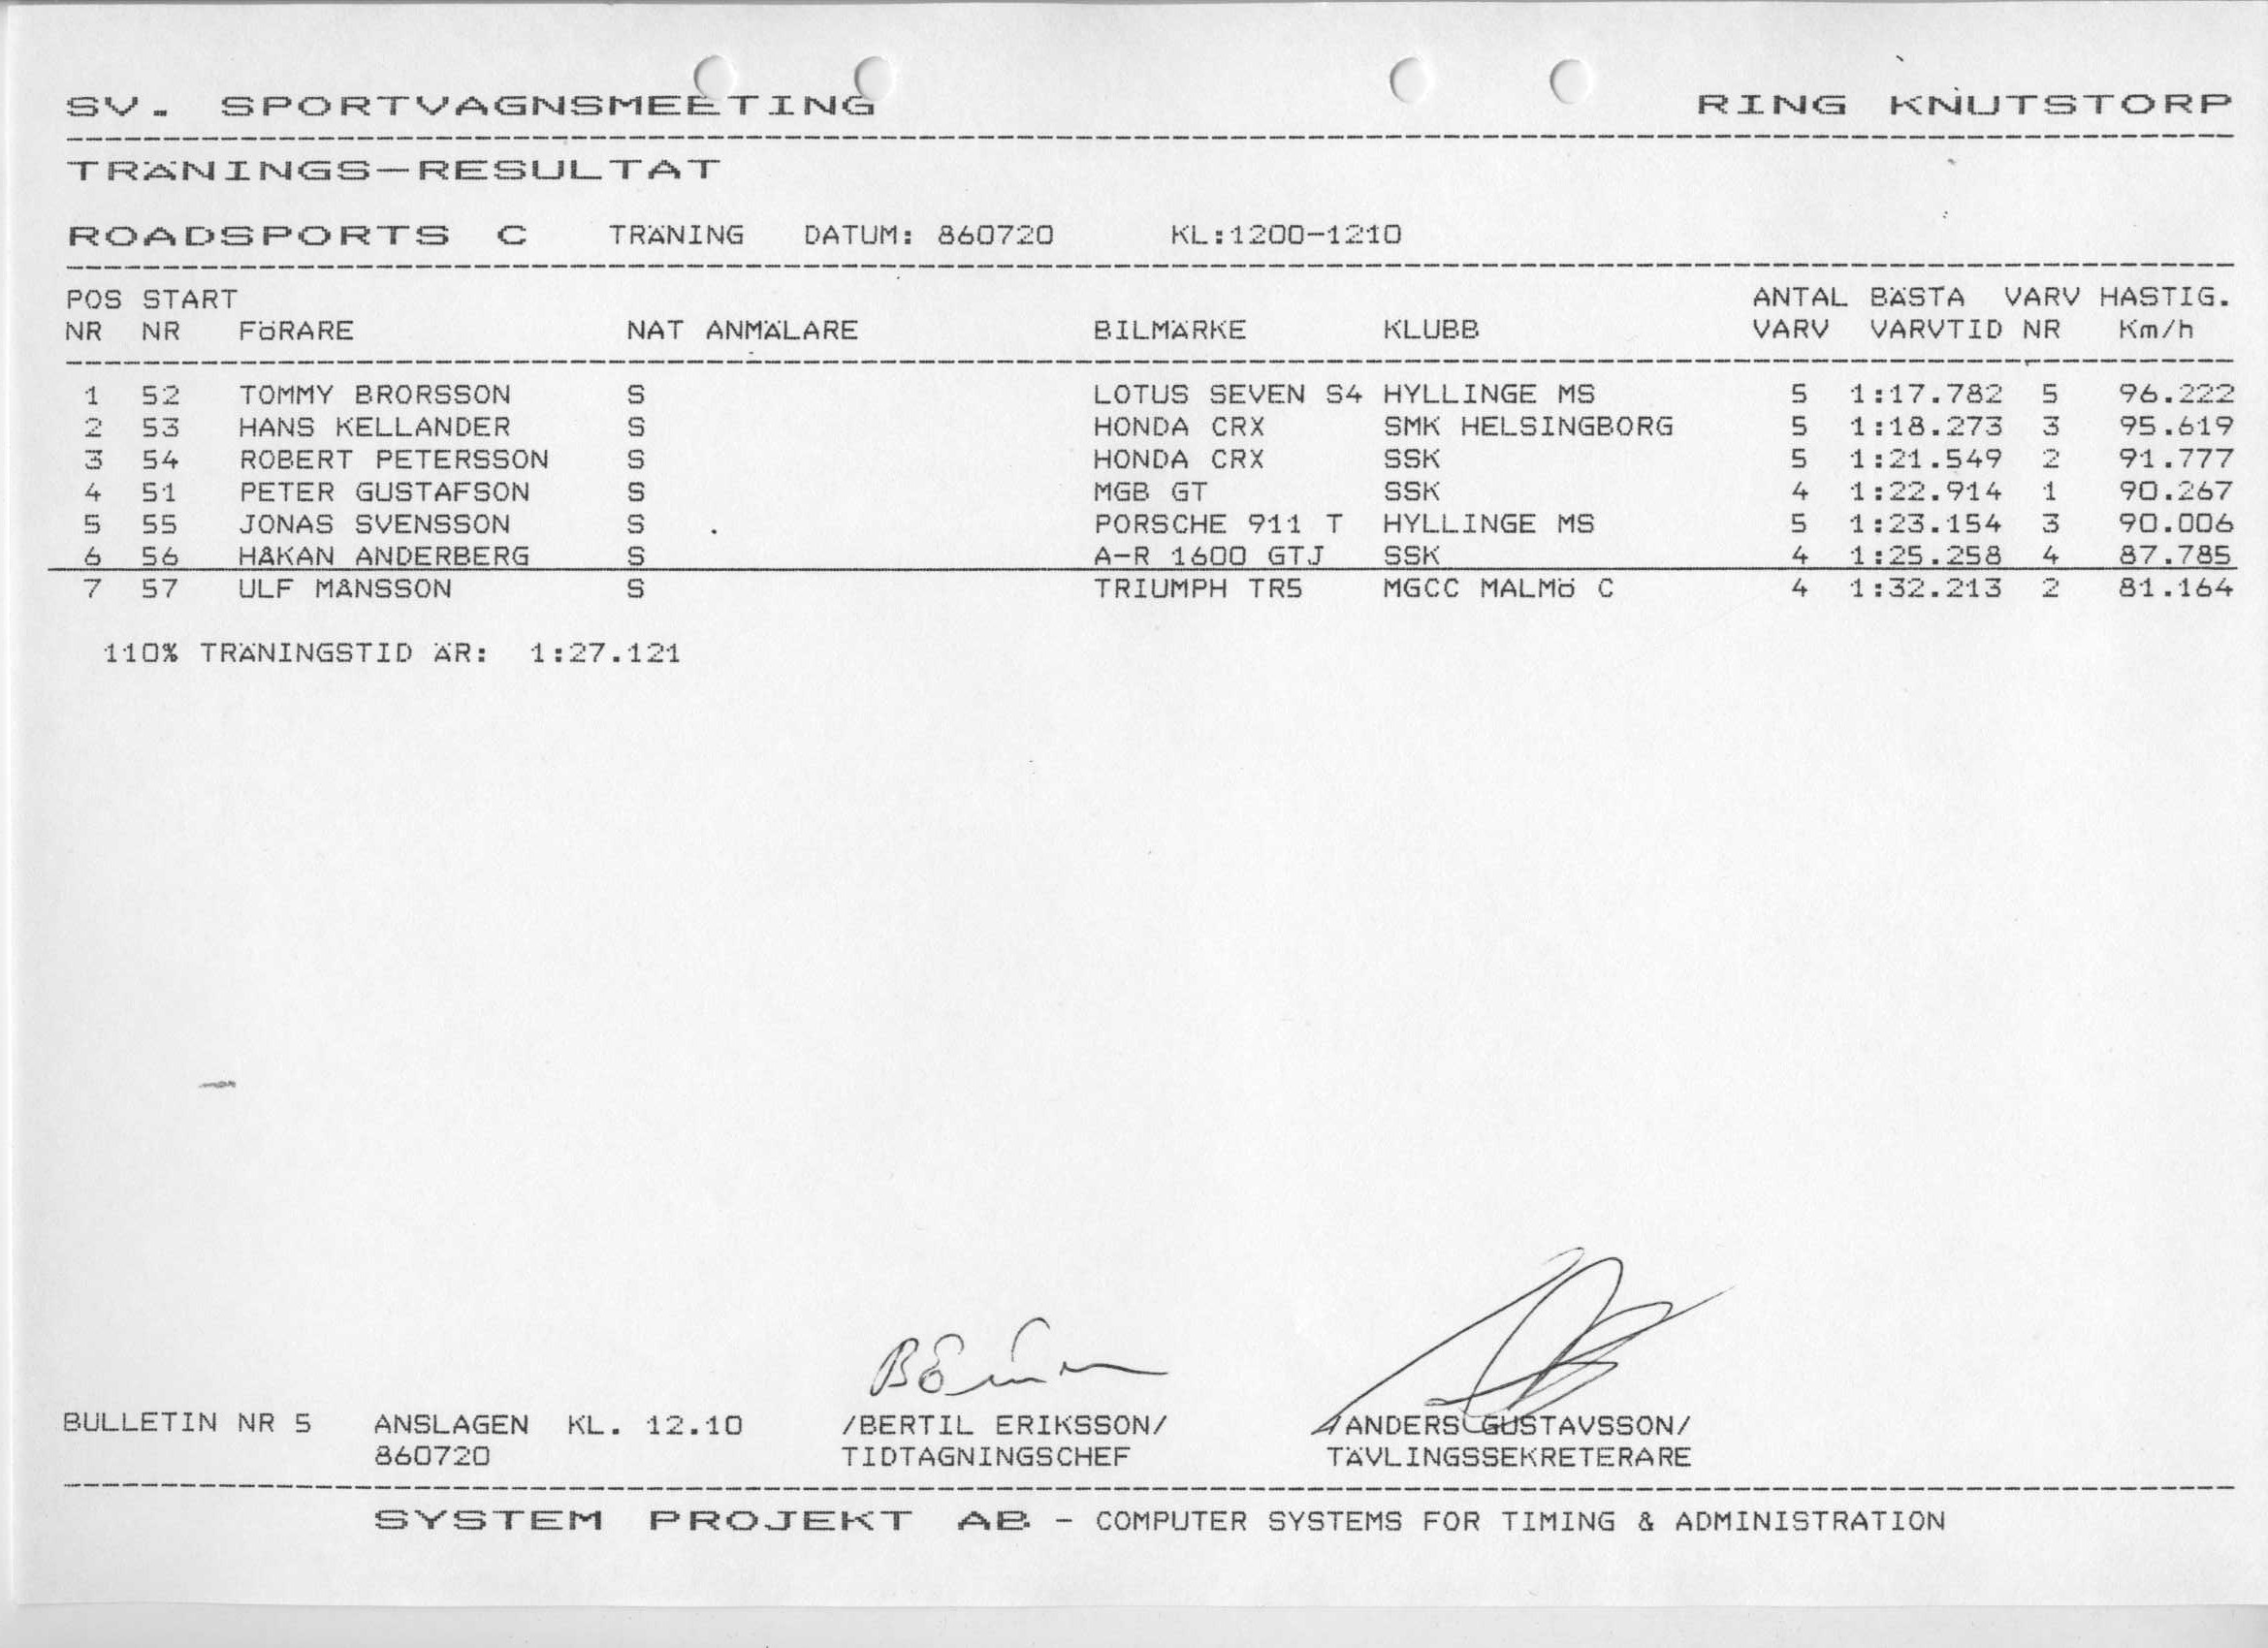 SV. SPORTVAGNSMEETING RING KNUTSTORP
TRÄNINGS-RESULTAT
ROADSPORTS C TRÄNING DATUM: 860720 KL:1200-1210
POS START ANTAL BÄSTA VARV HASTIG.
NR NR FÖRARE NAT ANMÄLARE BILMÄRKE KLUBB VARV VARVTID NR Km/h
1 52 TOMMY BRORSSON S LOTUS SEVEN S4 HYLLINGE MS 5 1:17.782 5 96.222
2 53 HANS KELLANDER S HONDA CRX SMK HELSINGBORG 5 1:18.273 3 95.619
3 54 ROBERT PETERSSON S HONDA CRX SSK 5 1:21.549 2 91.777
4 51 PETER GUSTAFSON S MGB GT SSK 4 1:22.914 1 90.267
5 55 JONAS SVENSSON S PORSCHE 911 T HYLLINGE MS 5 1:23.154 3 90.006
6 56 HÅKAN ANDERBERG S A-R 1600 GTJ SSK 4 1:25.258 4 87.785
7 57 ULF MÅNSSON S TRIUMPH TR5 MGCC MALMÖ C 4 1:32.213 2 81.164
110% TRÄNINGSTID ÄR: 1:27.121
BULLETIN NR 5 ANSLAGEN KL. 12.10 /BERTIL ERIKSSON/ /ANDERS GUSTAVSSON/
860720 TIDTAGNINGSCHEF TÄVLINGSSEKRETERARE
SYSTEM PROJEKT AB - COMPUTER SYSTEMS FOR TIMING & ADMINISTRATION